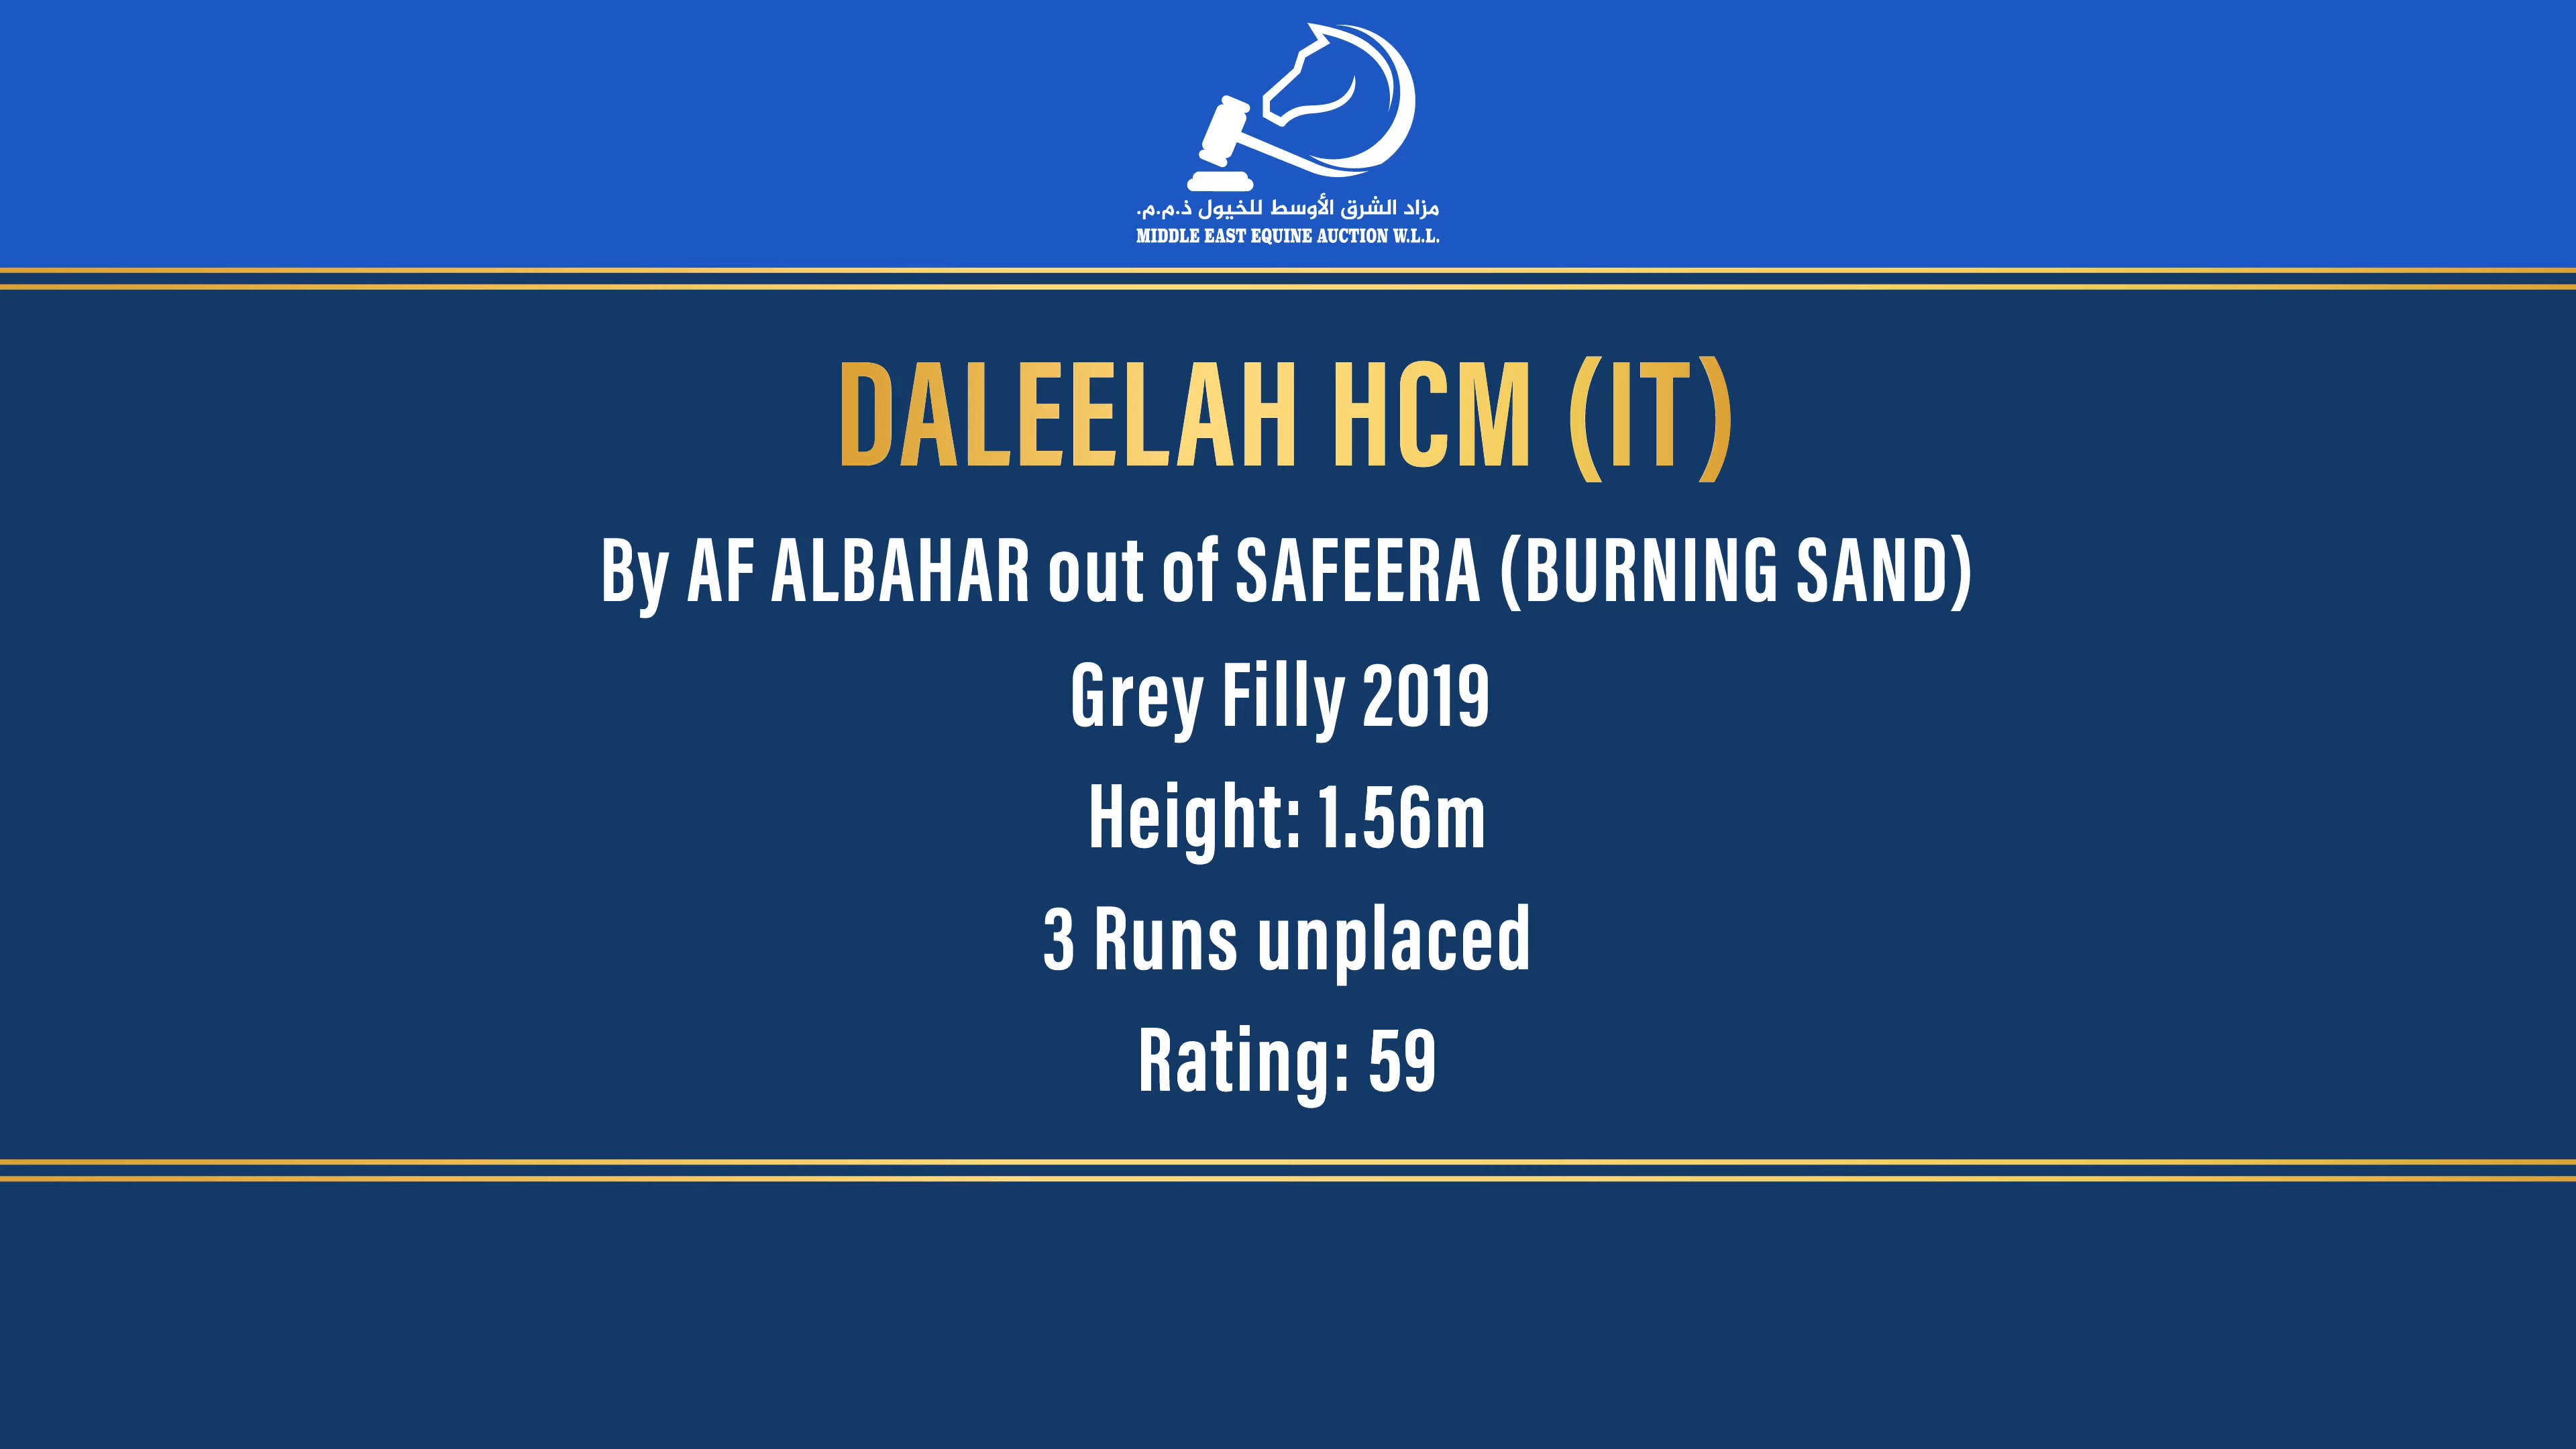 مزاد الشرق الأوسط للخيول ذ.م.م.
MIDDLE EAST EQUINE AUCTION W.L.L.
DALEELAH HCM (IT)
By AF ALBAHAR out of SAFEERA (BURNING SAND)
Grey Filly 2019
Height: 1.56m
3 Runs unplaced
Rating: 59